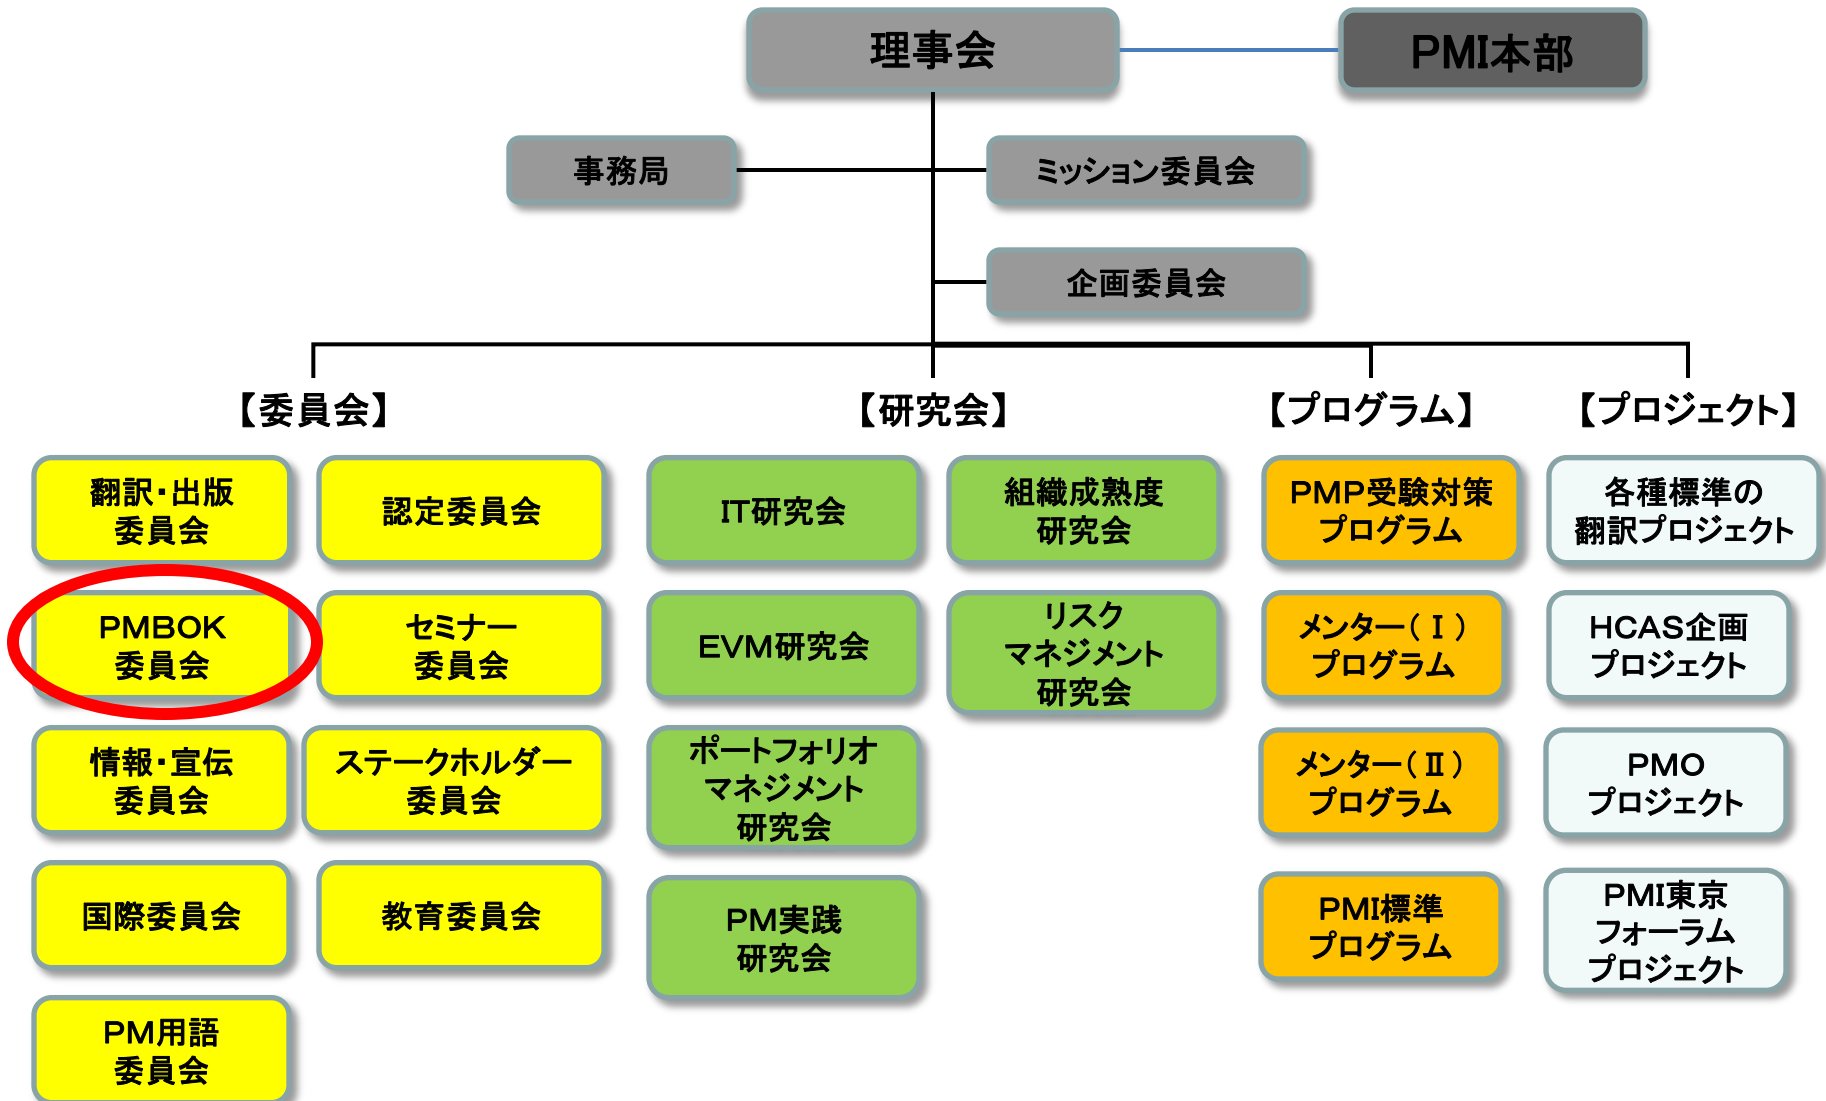 理事会
PMI本部
事務局
ミッション委員会
企画委員会
【委員会】
【研究会】
【プログラム】
【プロジェクト】
翻訳・出版
委員会
認定委員会
IT研究会
組織成熟度
研究会
PMP受験対策
プログラム
各種標準の
翻訳プロジェクト
PMBOK
委員会
セミナー
委員会
EVM研究会
リスク
マネジメント
研究会
メンター(Ⅰ)
プログラム
HCAS企画
プロジェクト
情報・宣伝
委員会
ステークホルダー
委員会
ポートフォリオ
マネジメント
研究会
メンター(Ⅱ)
プログラム
PMO
プロジェクト
国際委員会
教育委員会
PM実践
研究会
PMI標準
プログラム
PMI東京
フォーラム
プロジェクト
PM用語
委員会